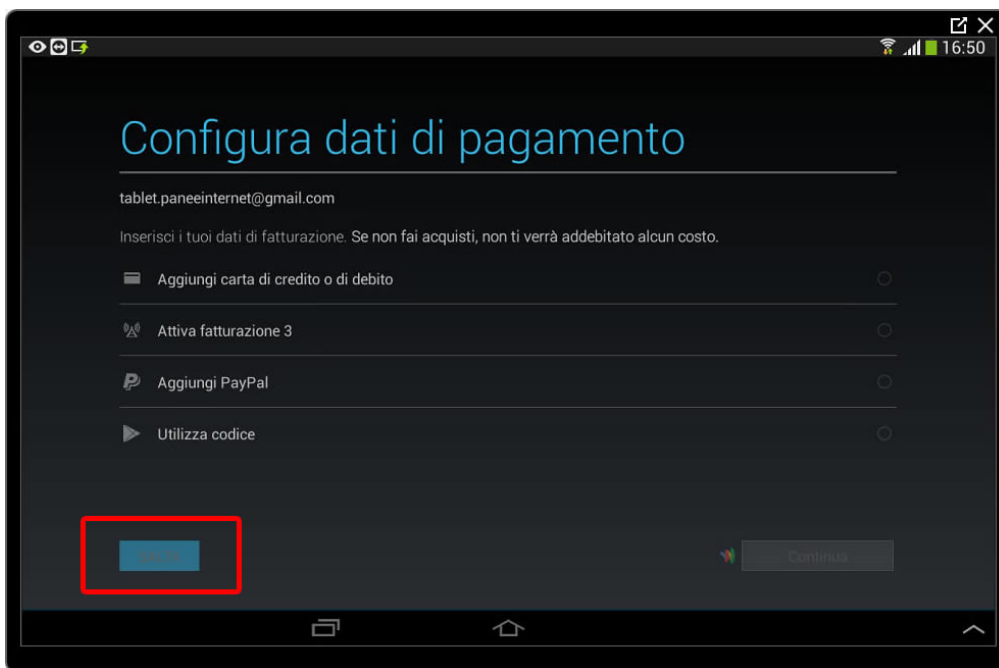 16:50
Configura dati di pagamento
tablet.paneeinternet@gmail.com
Inserisci i tuoi dati di fatturazione. Se non fai acquisti, non ti verrà addebitato alcun costo.
Aggiungi carta di credito o di debito
Attiva fatturazione 3
Aggiungi PayPal
Utilizza codice
Continua